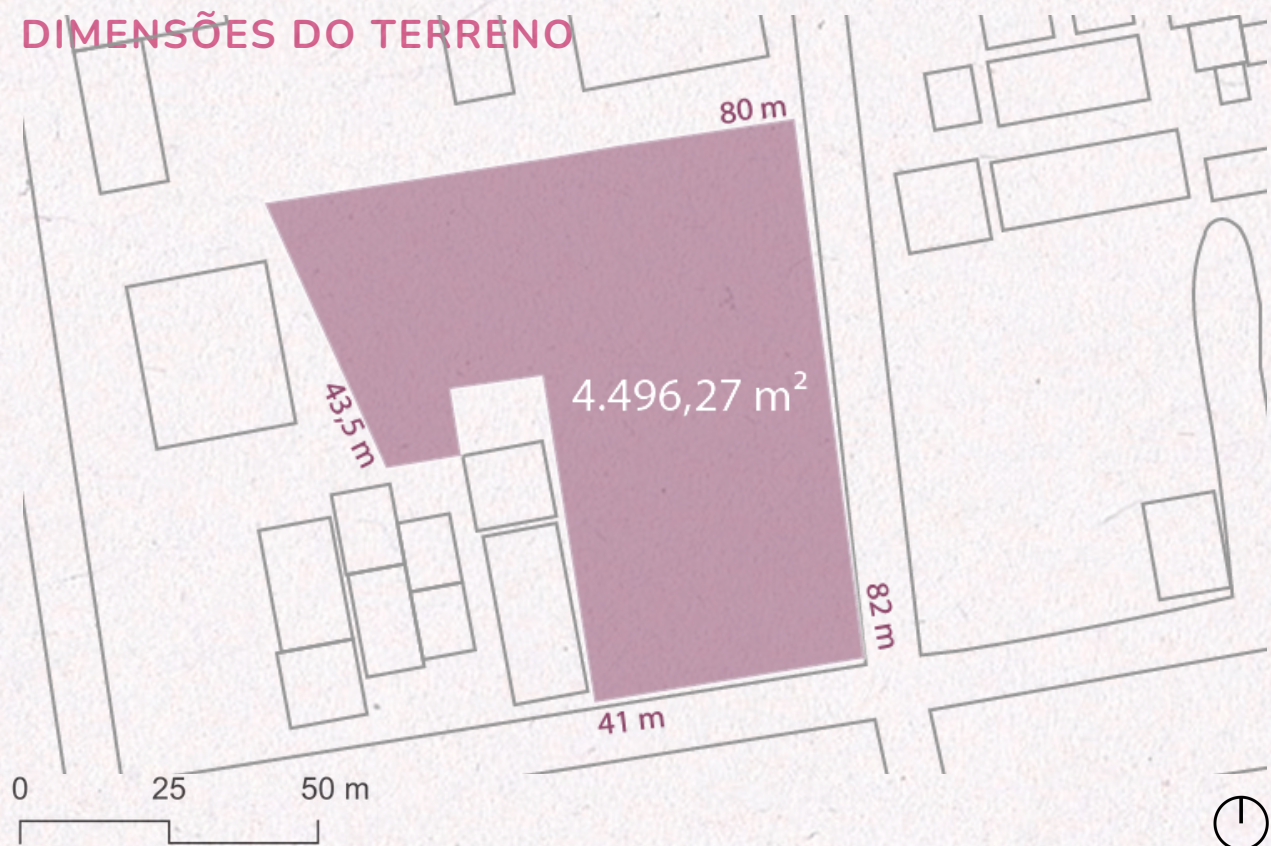 DIMENSÕES DO TERRENO
80 m
43,5 m
4.496,27 m²
82 m
41 m
0 25 50 m